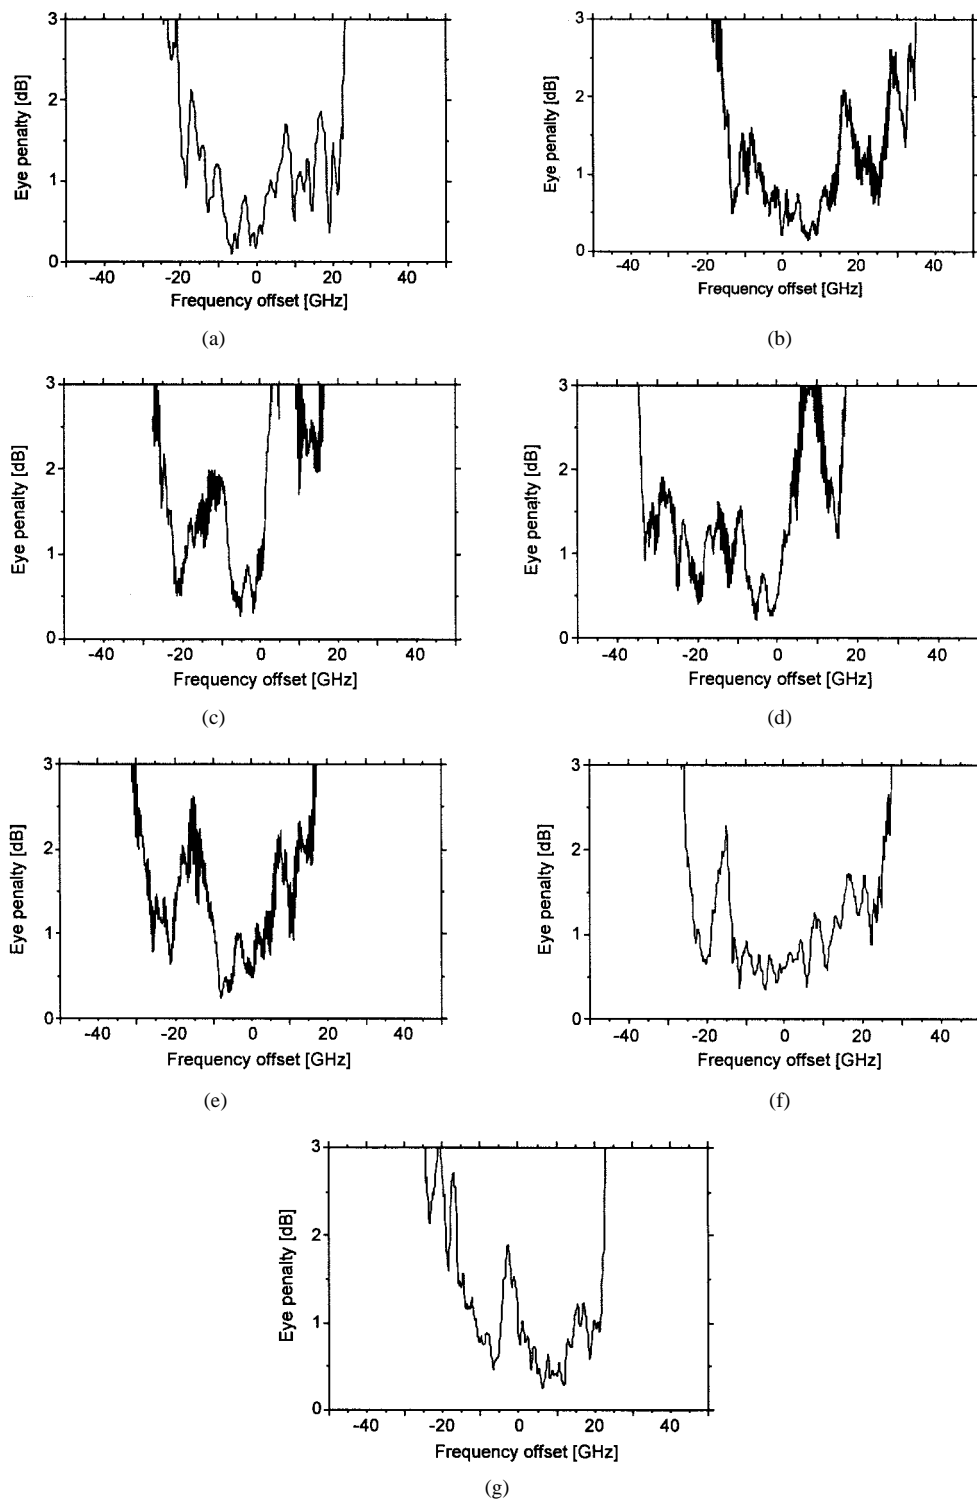 3
2
1
0
Eye penalty [dB]
-40 -20 0 20 40
Frequency offset [GHz]
(a)
3
2
1
0
Eye penalty [dB]
-40 -20 0 20 40
Frequency offset [GHz]
(b)
3
2
1
0
Eye penalty [dB]
-40 -20 0 20 40
Frequency offset [GHz]
(c)
3
2
1
0
Eye penalty [dB]
-40 -20 0 20 40
Frequency offset [GHz]
(d)
3
2
1
0
Eye penalty [dB]
-40 -20 0 20 40
Frequency offset [GHz]
(e)
3
2
1
0
Eye penalty [dB]
-40 -20 0 20 40
Frequency offset [GHz]
(f)
3
2
1
0
Eye penalty [dB]
-40 -20 0 20 40
Frequency offset [GHz]
(g)